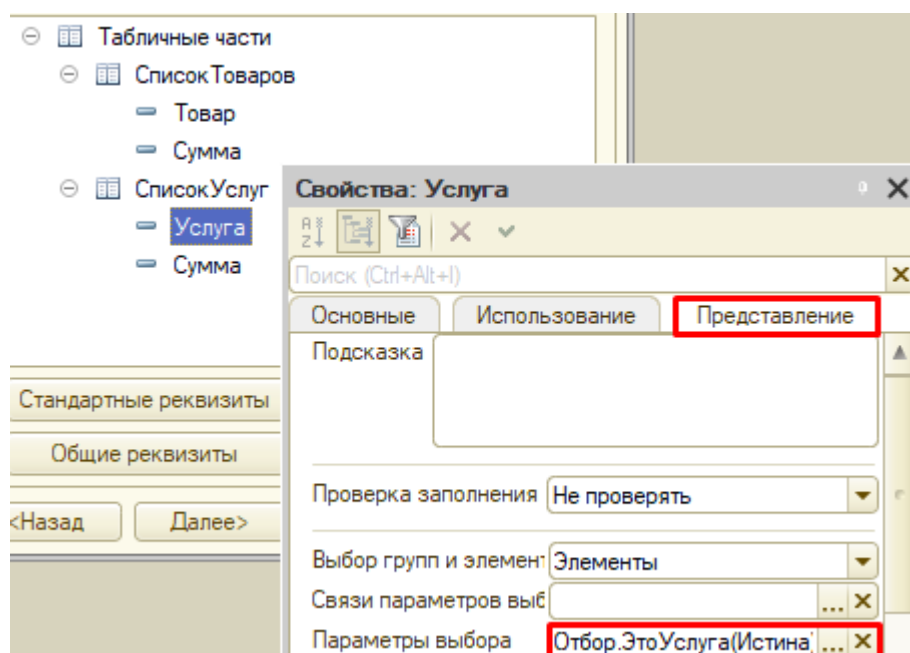 Табличные части
СписокТоваров
Товар
Сумма
СписокУслуг
Услуга
Сумма
Стандартные реквизиты
Общие реквизиты
<Назад Далее>
Свойства: Услуга
Поиск (Ctrl+Alt+I)
Основные Использование Представление
Подсказка
Проверка заполнения Не проверять
Выбор групп и элемент Элементы
Связи параметров выб ...
Параметры выбора Отбор.ЭтоУслуга(Истина) ...